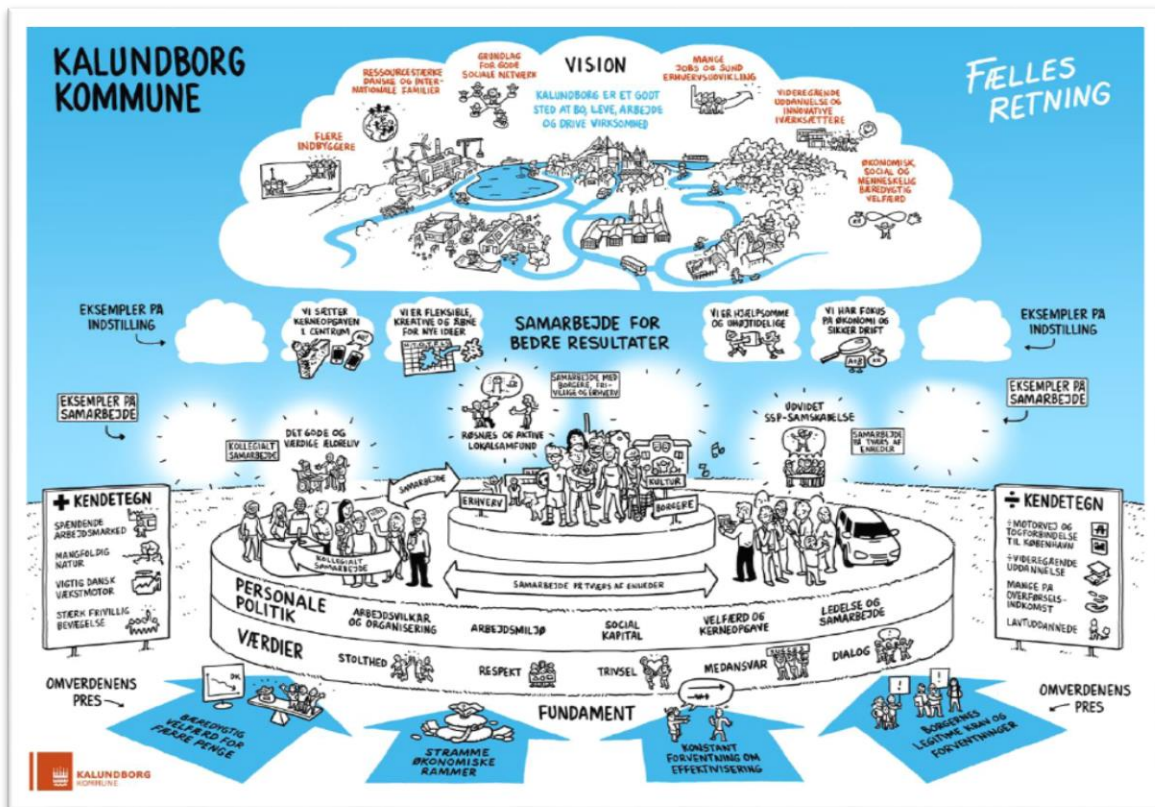 KALUNDBORG
KOMMUNE
FÆLLES
RETNING
VISION
KALUNDBORG ER ET GODT
STED AT BO, LEVE, ARBEJDE
OG DRIVE VIRKSOMHED
FLERE
INDBYGGERE
RESSOURCESTÆRKE
DANSKE OG INTER-
NATIONALE FAMILIER
GRUNDLAG
FOR GODE
SOCIALE NETVÆRK
MANGE
JOBS OG SUND
ERHVERVSUDVIKLING
VIDEREGÅENDE
UDDANNELSE OG
INNOVATIVE
IVÆRKSÆTTERE
ØKONOMISK,
SOCIAL OG
MENNESKELIG
BÆREDYGTIG
VELFÆRD
EKSEMPLER PÅ
INDSTILLING
VI SÆTTER
KERNEOPGAVEN
I CENTRUM
VI ER FLEKSIBLE,
KREATIVE OG ÅBNE
FOR NYE IDEER
SAMARBEJDE FOR
BEDRE RESULTATER
VI ER HJÆLPSOMME
OG UHØJTIDELIGE
VI HAR FOKUS
PÅ ØKONOMI OG
SIKKER DRIFT
EKSEMPLER PÅ
INDSTILLING
EKSEMPLER PÅ
SAMARBEJDE
KOLLEGIALT
SAMARBEJDE
DET GODE OG
VÆRDIGE ÆLDRELIV
SAMARBEJDE MED
BORGERE, FRI-
VILLIGE OG ERHVERV
RØSNÆS OG AKTIVE
LOKALSAMFUND
UDVIDET
SSP-SAMSKABELSE
SAMARBEJDE
PÅ TVÆRS AF
ENHEDER
EKSEMPLER PÅ
SAMARBEJDE
SAMARBEJDE
ERHVERV
KULTUR
BORGERE
KOLLEGIALT
SAMARBEJDE
SAMARBEJDE PÅ TVÆRS AF ENHEDER
+ KENDETEGN
SPÆNDENDE
ARBEJDSMARKED
MANGFOLDIG
NATUR
VIGTIG DANSK
VÆKSTMOTOR
STÆRK FRIVILLIG
BEVÆGELSE
÷ KENDETEGN
÷MOTORVEJ OG
TOGFORBINDELSE
TIL KØBENHAVN
÷VIDEREGÅENDE
UDDANNELSE
MANGE PÅ
OVERFØRSELS-
INDKOMST
LAVTUDDANNEDE
PERSONALE
POLITIK
ARBEJDSVILKÅR
OG ORGANISERING
ARBEJDSMILJØ
SOCIAL
KAPITAL
VELFÆRD OG
KERNEOPGAVE
LEDELSE OG
SAMARBEJDE
VÆRDIER
STOLTHED
RESPEKT
TRIVSEL
MEDANSVAR
DIALOG
OMVERDENENS
PRES
FUNDAMENT
OMVERDENENS
PRES
DK
BÆREDYGTIG
VELFÆRD FOR
FÆRRE PENGE
STRAMME
ØKONOMISKE
RAMMER
KONSTANT
FORVENTNING OM
EFFEKTIVISERING
BORGERNES
LEGITIME KRAV OG
FORVENTNINGER
KALUNDBORG
KOMMUNE